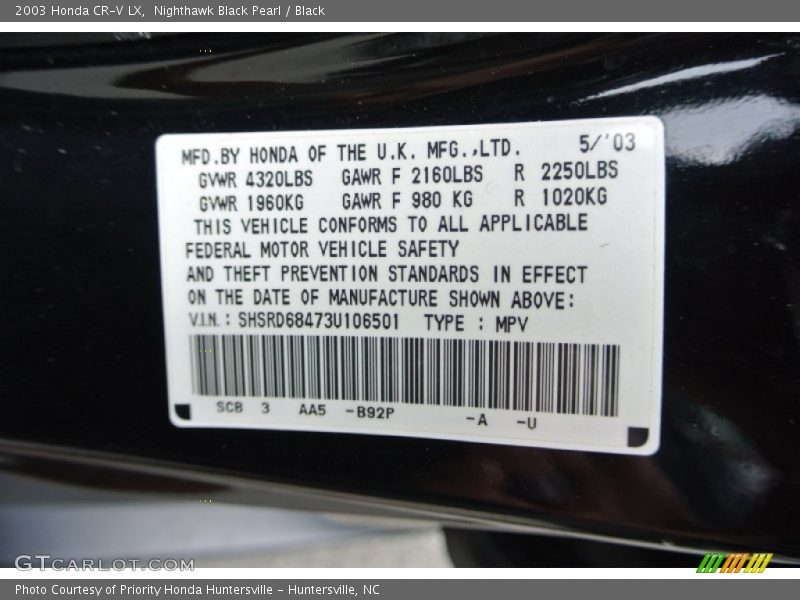 2003 Honda CR-V LX, Nighthawk Black Pearl / Black
MFD.BY HONDA OF THE U.K. MFG.,LTD. 5/'03
GVWR 4320LBS GAWR F 2160LBS R 2250LBS
GVWR 1960KG GAWR F 980 KG R 1020KG
THIS VEHICLE CONFORMS TO ALL APPLICABLE
FEDERAL MOTOR VEHICLE SAFETY
AND THEFT PREVENTION STANDARDS IN EFFECT
ON THE DATE OF MANUFACTURE SHOWN ABOVE:
V.I.N.: SHSRD68473U106501 TYPE : MPV
SCB 3 AA5 -B92P -A -U
GTCARLOT.COM
Photo Courtesy of Priority Honda Huntersville - Huntersville, NC